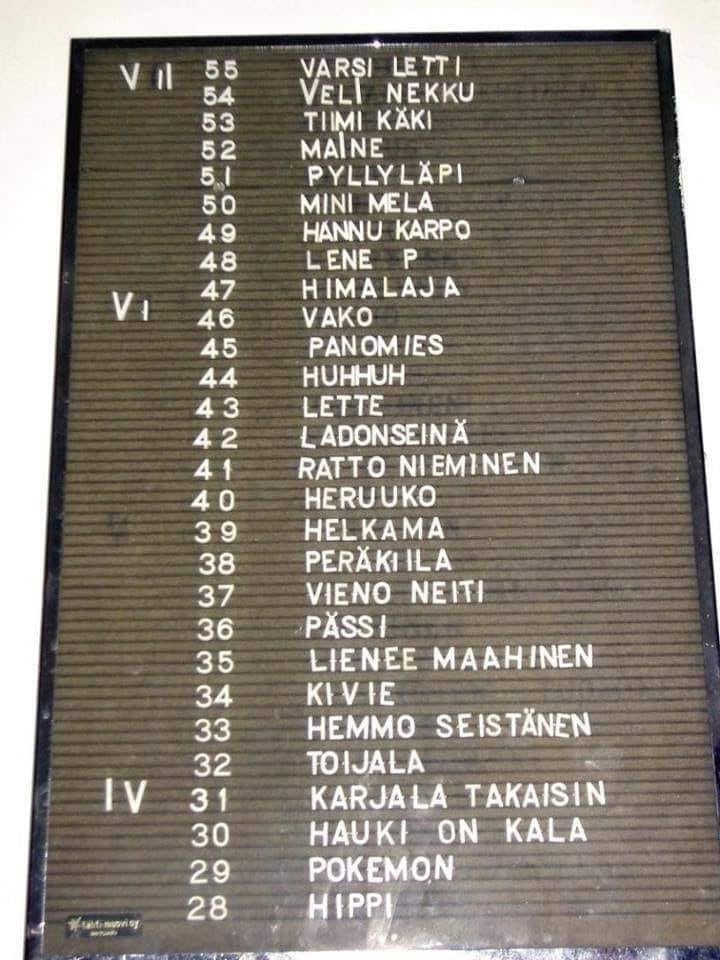 VII 55 VARSI LETTI
54 VELI NEKKU
53 TIIMI KÄKI
52 MAINE
51 PYLLYLÄPI
50 MINI MELA
49 HANNU KARPO
48 LENE P
47 HIMALAJA
VI 46 VAKO
45 PANOMIES
44 HUHHUH
43 LETTE
42 LADONSEINÄ
41 RATTO NIEMINEN
40 HERUUKO
39 HELKAMA
38 PERÄKIILA
37 VIENO NEITI
36 PÄSSI
35 LIENEE MAAHINEN
34 KIVIE
33 HEMMO SEISTÄNEN
32 TOIJALA
IV 31 KARJALA TAKAISIN
30 HAUKI ON KALA
29 POKEMON
28 HIPPI
tähti-muovi oy